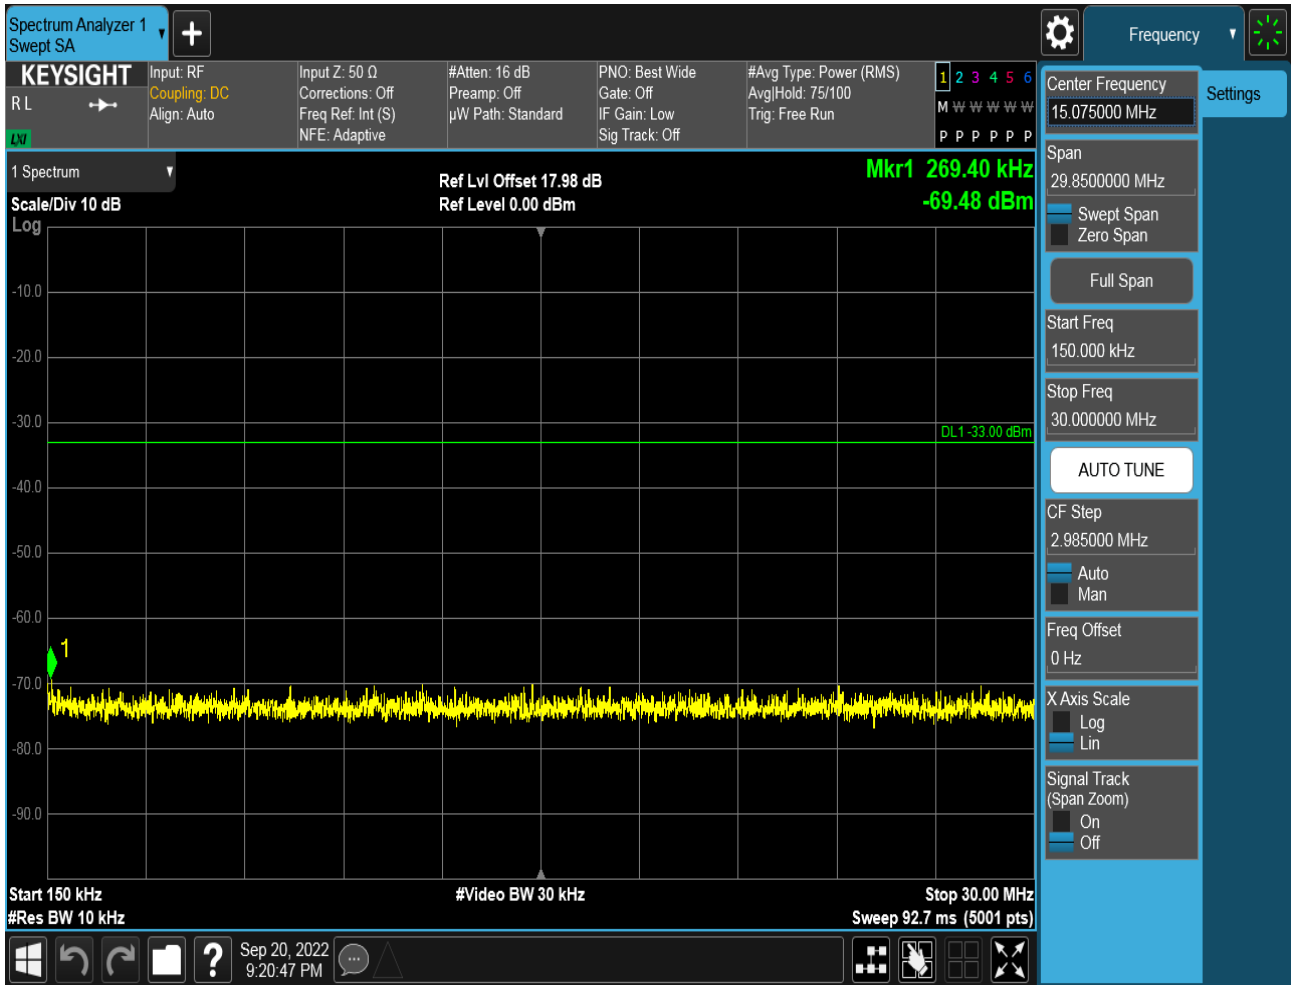 Spectrum Analyzer 1
Swept SA
Frequency
KEYSIGHT
R L
LXI
Input: RF
Coupling: DC
Align: Auto
Input Z: 50 Ω
Corrections: Off
Freq Ref: Int (S)
NFE: Adaptive
#Atten: 16 dB
Preamp: Off
µW Path: Standard
PNO: Best Wide
Gate: Off
IF Gain: Low
Sig Track: Off
#Avg Type: Power (RMS)
Avg|Hold: 75/100
Trig: Free Run
1 2 3 4 5 6
M W W W W W
P P P P P P
1 Spectrum
Scale/Div 10 dB
Log
Ref Lvl Offset 17.98 dB
Ref Level 0.00 dBm
Mkr1 269.40 kHz
-69.48 dBm
-10.0
-20.0
-30.0
DL1 -33.00 dBm
-40.0
-50.0
-60.0
1
-70.0
-80.0
-90.0
Start 150 kHz
#Video BW 30 kHz
Stop 30.00 MHz
#Res BW 10 kHz
Sweep 92.7 ms (5001 pts)
Center Frequency
15.075000 MHz
Settings
Span
29.8500000 MHz
Swept Span
Zero Span
Full Span
Start Freq
150.000 kHz
Stop Freq
30.000000 MHz
AUTO TUNE
CF Step
2.985000 MHz
Auto
Man
Freq Offset
0 Hz
X Axis Scale
Log
Lin
Signal Track
(Span Zoom)
On
Off
?
Sep 20, 2022
9:20:47 PM